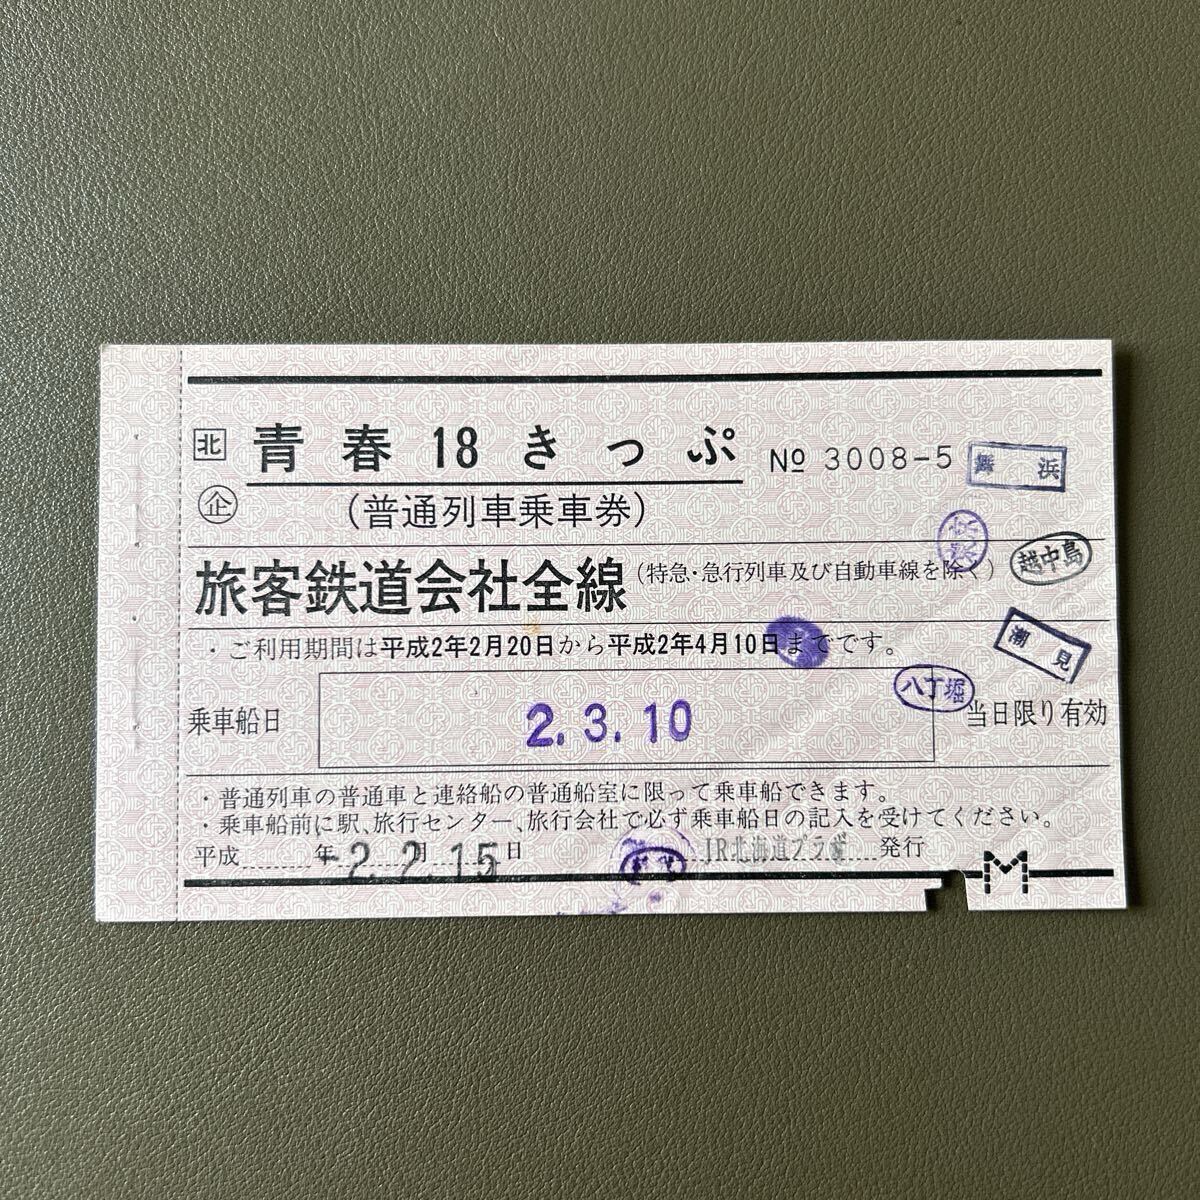 北 青春18きっぷ № 3008-5 舞浜
企 (普通列車乗車券)
越中島
旅客鉄道会社全線 (特急・急行列車及び自動車線を除く)
・ご利用期間は平成2年2月20日から平成2年4月10日までです。
潮見
八丁堀
乗車船日 2.3.10 当日限り有効
・普通列車の普通車と連絡船の普通船室に限って乗車船できます。
・乗車船前に駅、旅行センター、旅行会社で必ず乗車船日の記入を受けてください。
平成 年 -2.2.15 月 日 JR北海道プラザ 発行
M